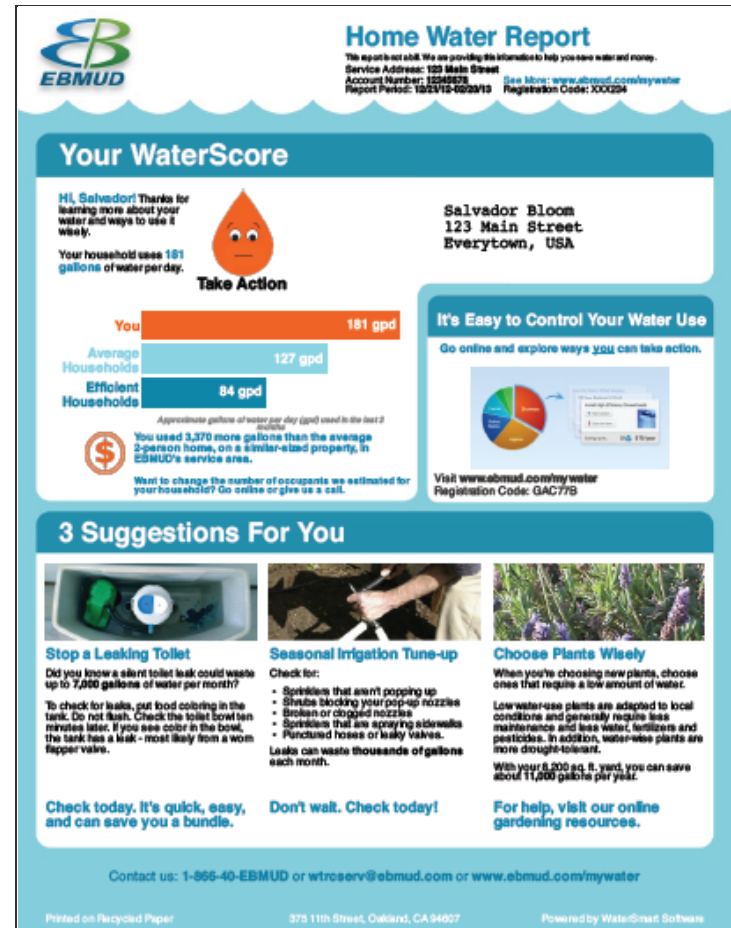 EBMUD
Home Water Report
This report is not a bill. We are providing this information to help you save water and money.
Service Address: 123 Main Street
Account Number: 12345678
Report Period: 12/21/12-02/20/13
See More: www.ebmud.com/mywater
Registration Code: XXX234
Your WaterScore
Hi, Salvador! Thanks for
learning more about your
water and ways to use it
wisely.
Your household uses 181
gallons of water per day.
Take Action
Salvador Bloom
123 Main Street
Everytown, USA
You
181 gpd
Average
Households
127 gpd
Efficient
Households
84 gpd
Approximate gallons of water per day (gpd) used in the last 2
months
You used 3,370 more gallons than the average
2-person home, on a similar-sized property, in
EBMUD's service area.
Want to change the number of occupants we estimated for
your household? Go online or give us a call.
It's Easy to Control Your Water Use
Go online and explore ways you can take action.
Visit www.ebmud.com/mywater
Registration Code: GAC77B
3 Suggestions For You
Stop a Leaking Toilet
Did you know a silent toilet leak could waste
up to 7,000 gallons of water per month?
To check for leaks, put food coloring in the
tank. Do not flush. Check the toilet bowl ten
minutes later. If you see color in the bowl,
the tank has a leak - most likely from a worn
flapper valve.
Check today. It's quick, easy,
and can save you a bundle.
Seasonal Irrigation Tune-up
Check for:
• Sprinklers that aren't popping up
• Shrubs blocking your pop-up nozzles
• Broken or clogged nozzles
• Sprinklers that are spraying sidewalks
• Punctured hoses or leaky valves.
Leaks can waste thousands of gallons
each month.
Don't wait. Check today!
Choose Plants Wisely
When you're choosing new plants, choose
ones that require a low amount of water.
Low water-use plants are adapted to local
conditions and generally require less
maintenance and less water, fertilizers and
pesticides. In addition, water-wise plants are
more drought-tolerant.
With your 6,200 sq. ft. yard, you can save
about 11,000 gallons per year.
For help, visit our online
gardening resources.
Contact us: 1-866-40-EBMUD or wtrcserv@ebmud.com or www.ebmud.com/mywater
Printed on Recycled Paper
375 11th Street, Oakland, CA 94607
Powered by WaterSmart Software